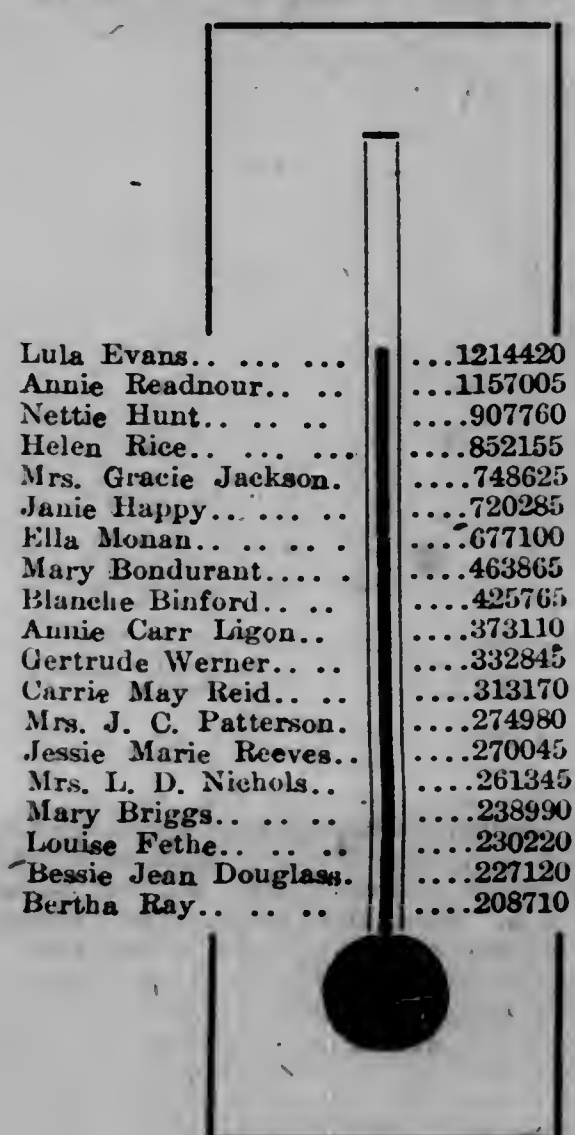 Lula Evans.. ... ... ...1214420
Annie Readnour.. .. ...1157005
Nettie Hunt.. .. .. ....907760
Helen Rice.. ... ... ....852155
Mrs. Gracie Jackson. ....748625
Janie Happy... ... .. ....720285
Ella Monan.. .. .. . ....677100
Mary Bondurant.... . ....463865
Blanche Binford.. .. ....425765
Annie Carr Ligon.. ....373110
Gertrude Werner.. .. ....332845
Carrie May Reid.. .. ....313170
Mrs. J. C. Patterson. ....274980
Jessie Marie Reeves.. ....270045
Mrs. L. D. Nichols.. ....261345
Mary Briggs.. .. .. ....238990
Louise Fethe.. .. .. ....230220
Bessie Jean Douglass. ....227120
Bertha Ray.. .. .. ....208710